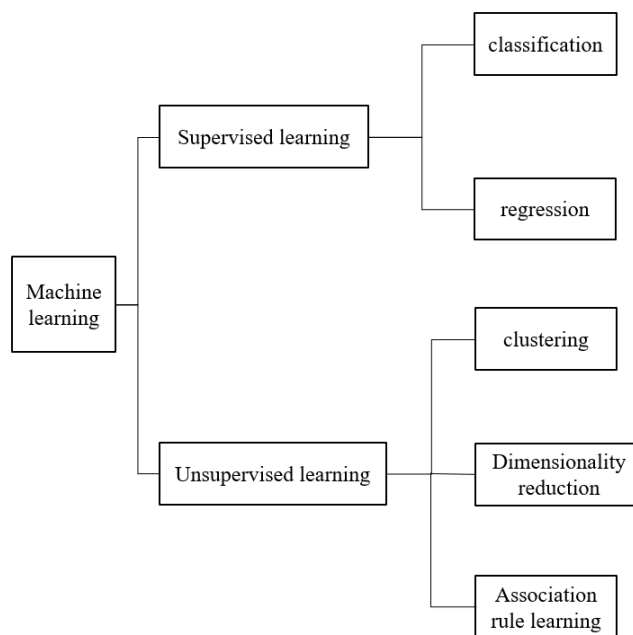 classification
Supervised learning
regression
Machine
learning
clustering
Unsupervised learning
Dimensionality
reduction
Association
rule learning